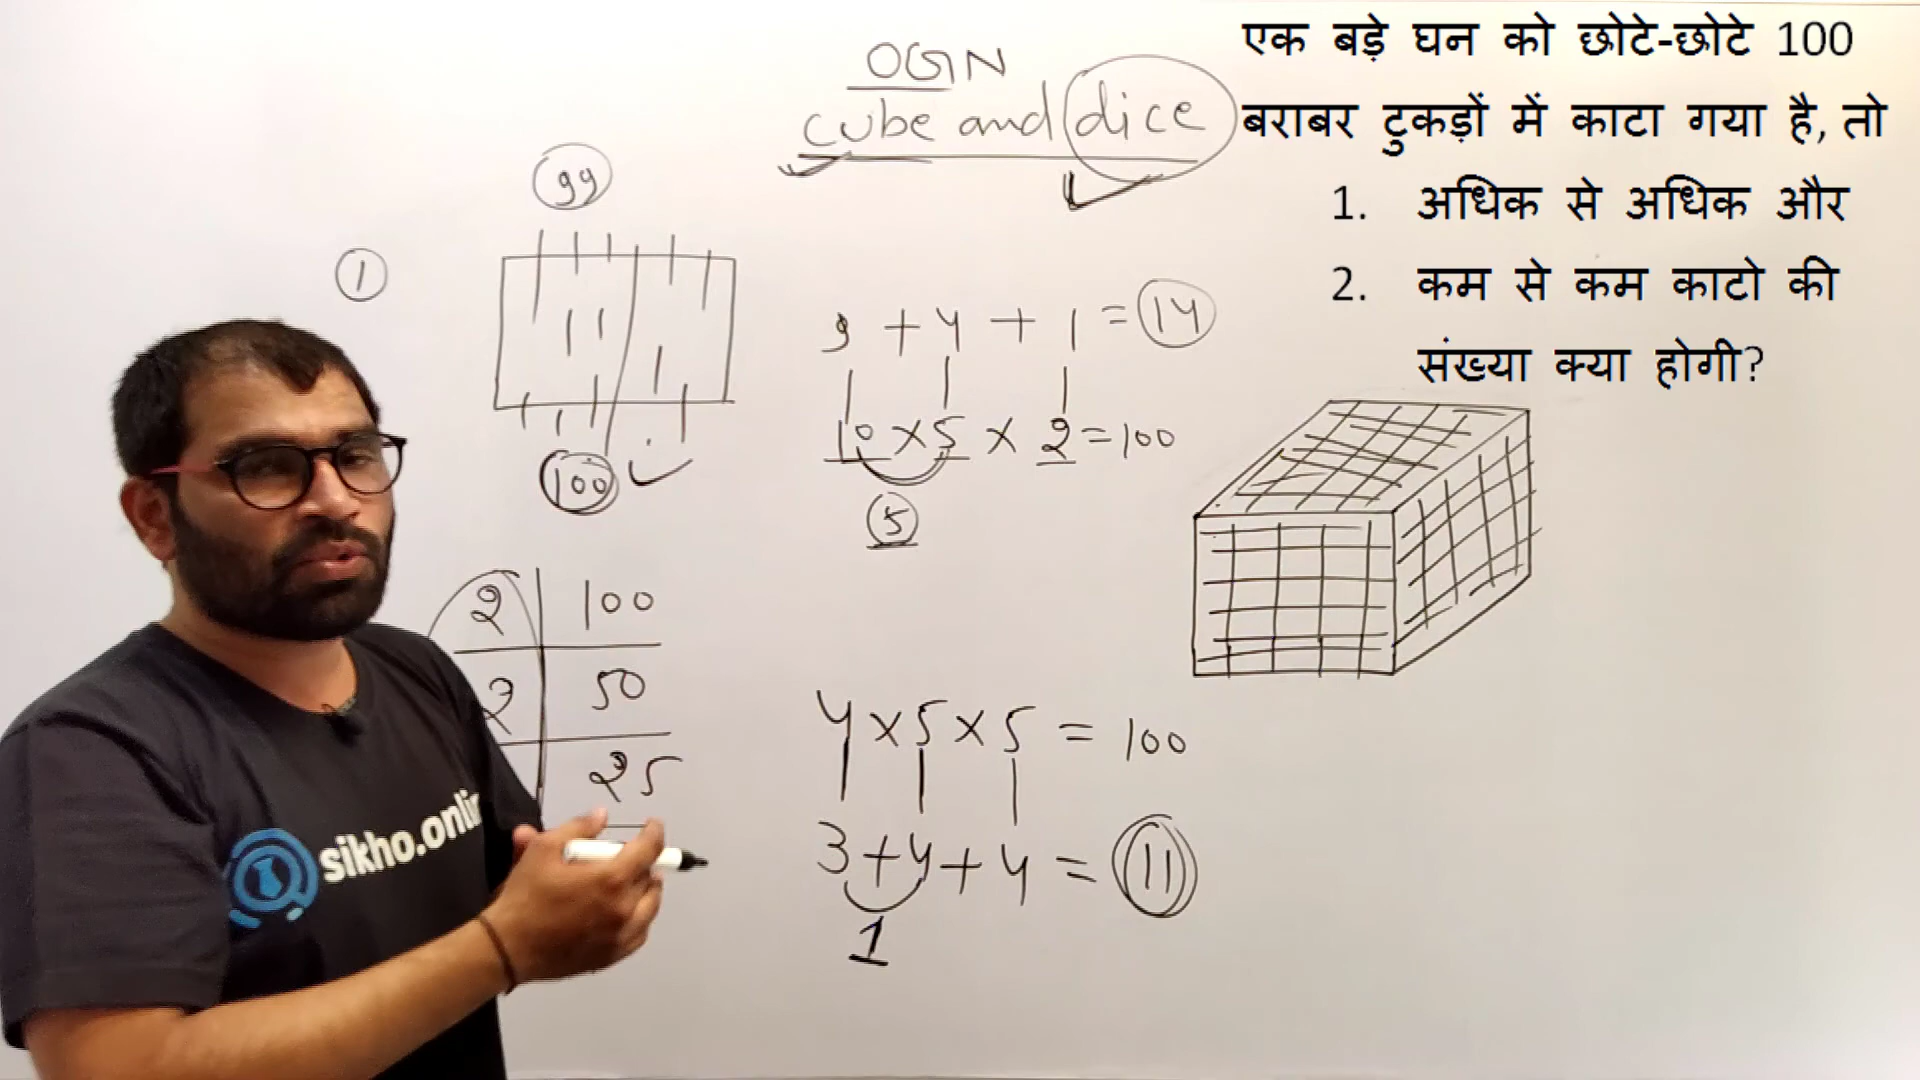 OGN
cube and dice
एक बड़े घन को छोटे-छोटे 100
बराबर टुकड़ों में काटा गया है, तो
1. अधिक से अधिक और
2. कम से कम काटो की
संख्या क्या होगी?
99
1
100
9 + 4 + 1 = 14
10 × 5 × 2 = 100
5
2 | 100
2 | 50
25
4 × 5 × 5 = 100
3 + 4 + 4 = 11
1
sikho.onlin